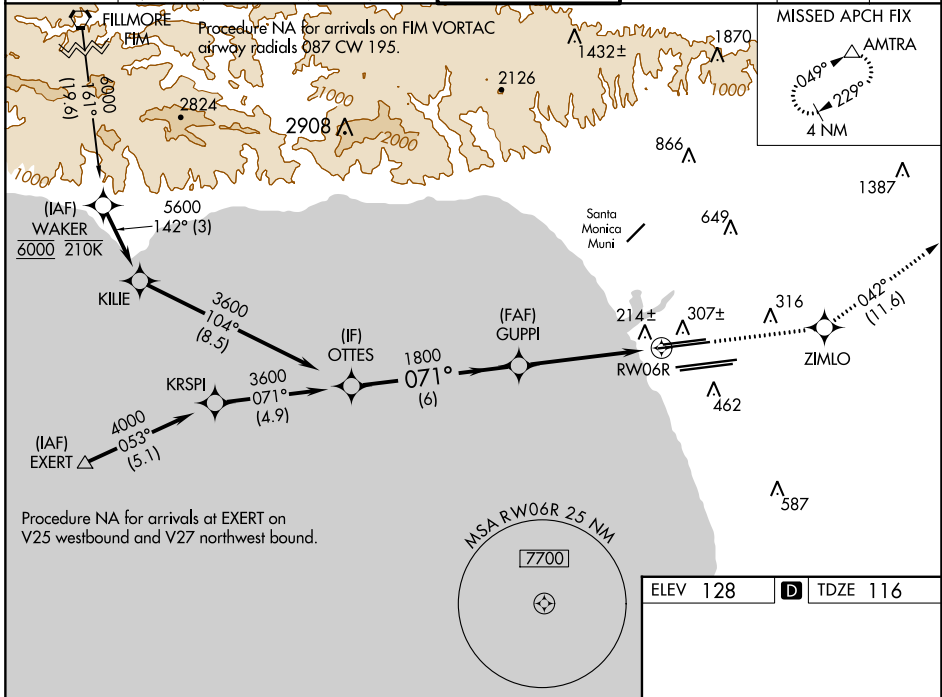 FILLMORE
FIM
Procedure NA for arrivals on FIM VORTAC
airway radials 087 CW 195.
MISSED APCH FIX
AMTRA
049°
229°
4 NM
1432±
1870
1000
6000
161°
(19.6)
2824
2908
1000
2126
2000
1000
866
1387
649
(IAF)
WAKER
6000 210K
5600
142° (3)
Santa
Monica
Muni
KILIE
3600
104°
(8.5)
042°
(11.6)
(IF)
OTTES
(FAF)
GUPPI
214±
307±
316
ZIMLO
RW06R
1800
071°
(6)
KRSPI
3600
071°
(4.9)
462
4000
053°
(5.1)
(IAF)
EXERT
587
Procedure NA for arrivals at EXERT on
V25 westbound and V27 northwest bound.
MSA RW06R 25 NM
7700
ELEV 128 D TDZE 116